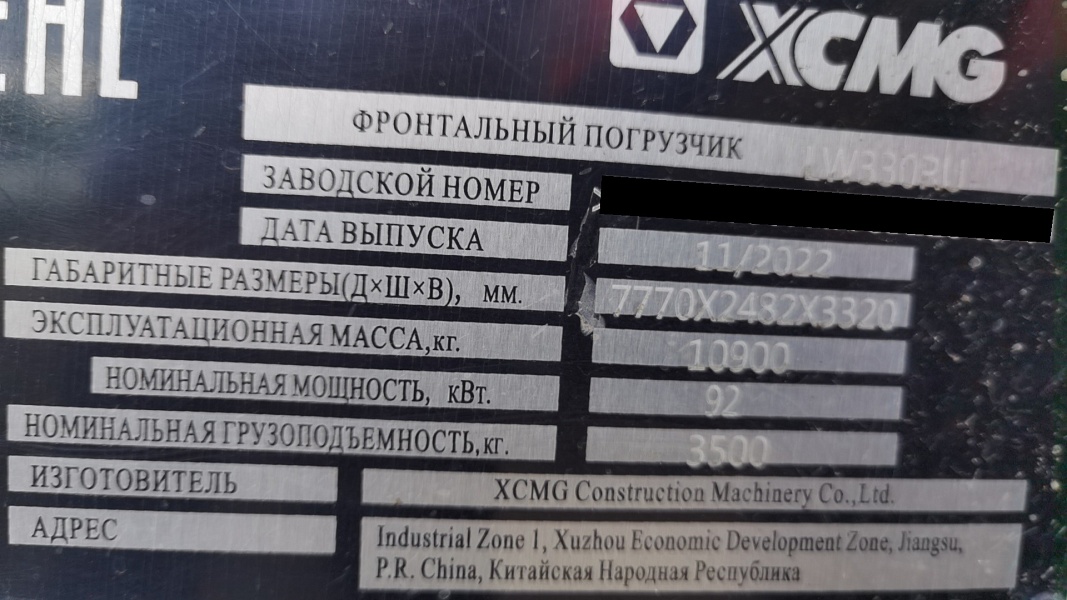 EAC
XCMG
ФРОНТАЛЬНЫЙ ПОГРУЗЧИК
ЗАВОДСКОЙ НОМЕР
ДАТА ВЫПУСКА 11/2022
ГАБАРИТНЫЕ РАЗМЕРЫ(Д×Ш×В), мм. 7770X2482X3320
ЭКСПЛУАТАЦИОННАЯ МАССА,кг. 10900
НОМИНАЛЬНАЯ МОЩНОСТЬ, кВт. 92
НОМИНАЛЬНАЯ ГРУЗОПОДЪЕМНОСТЬ,кг. 3500
ИЗГОТОВИТЕЛЬ XCMG Construction Machinery Co.,Ltd.
АДРЕС Industrial Zone 1, Xuzhou Economic Development Zone, Jiangsu,
P.R. China, Китайская Народная Республика